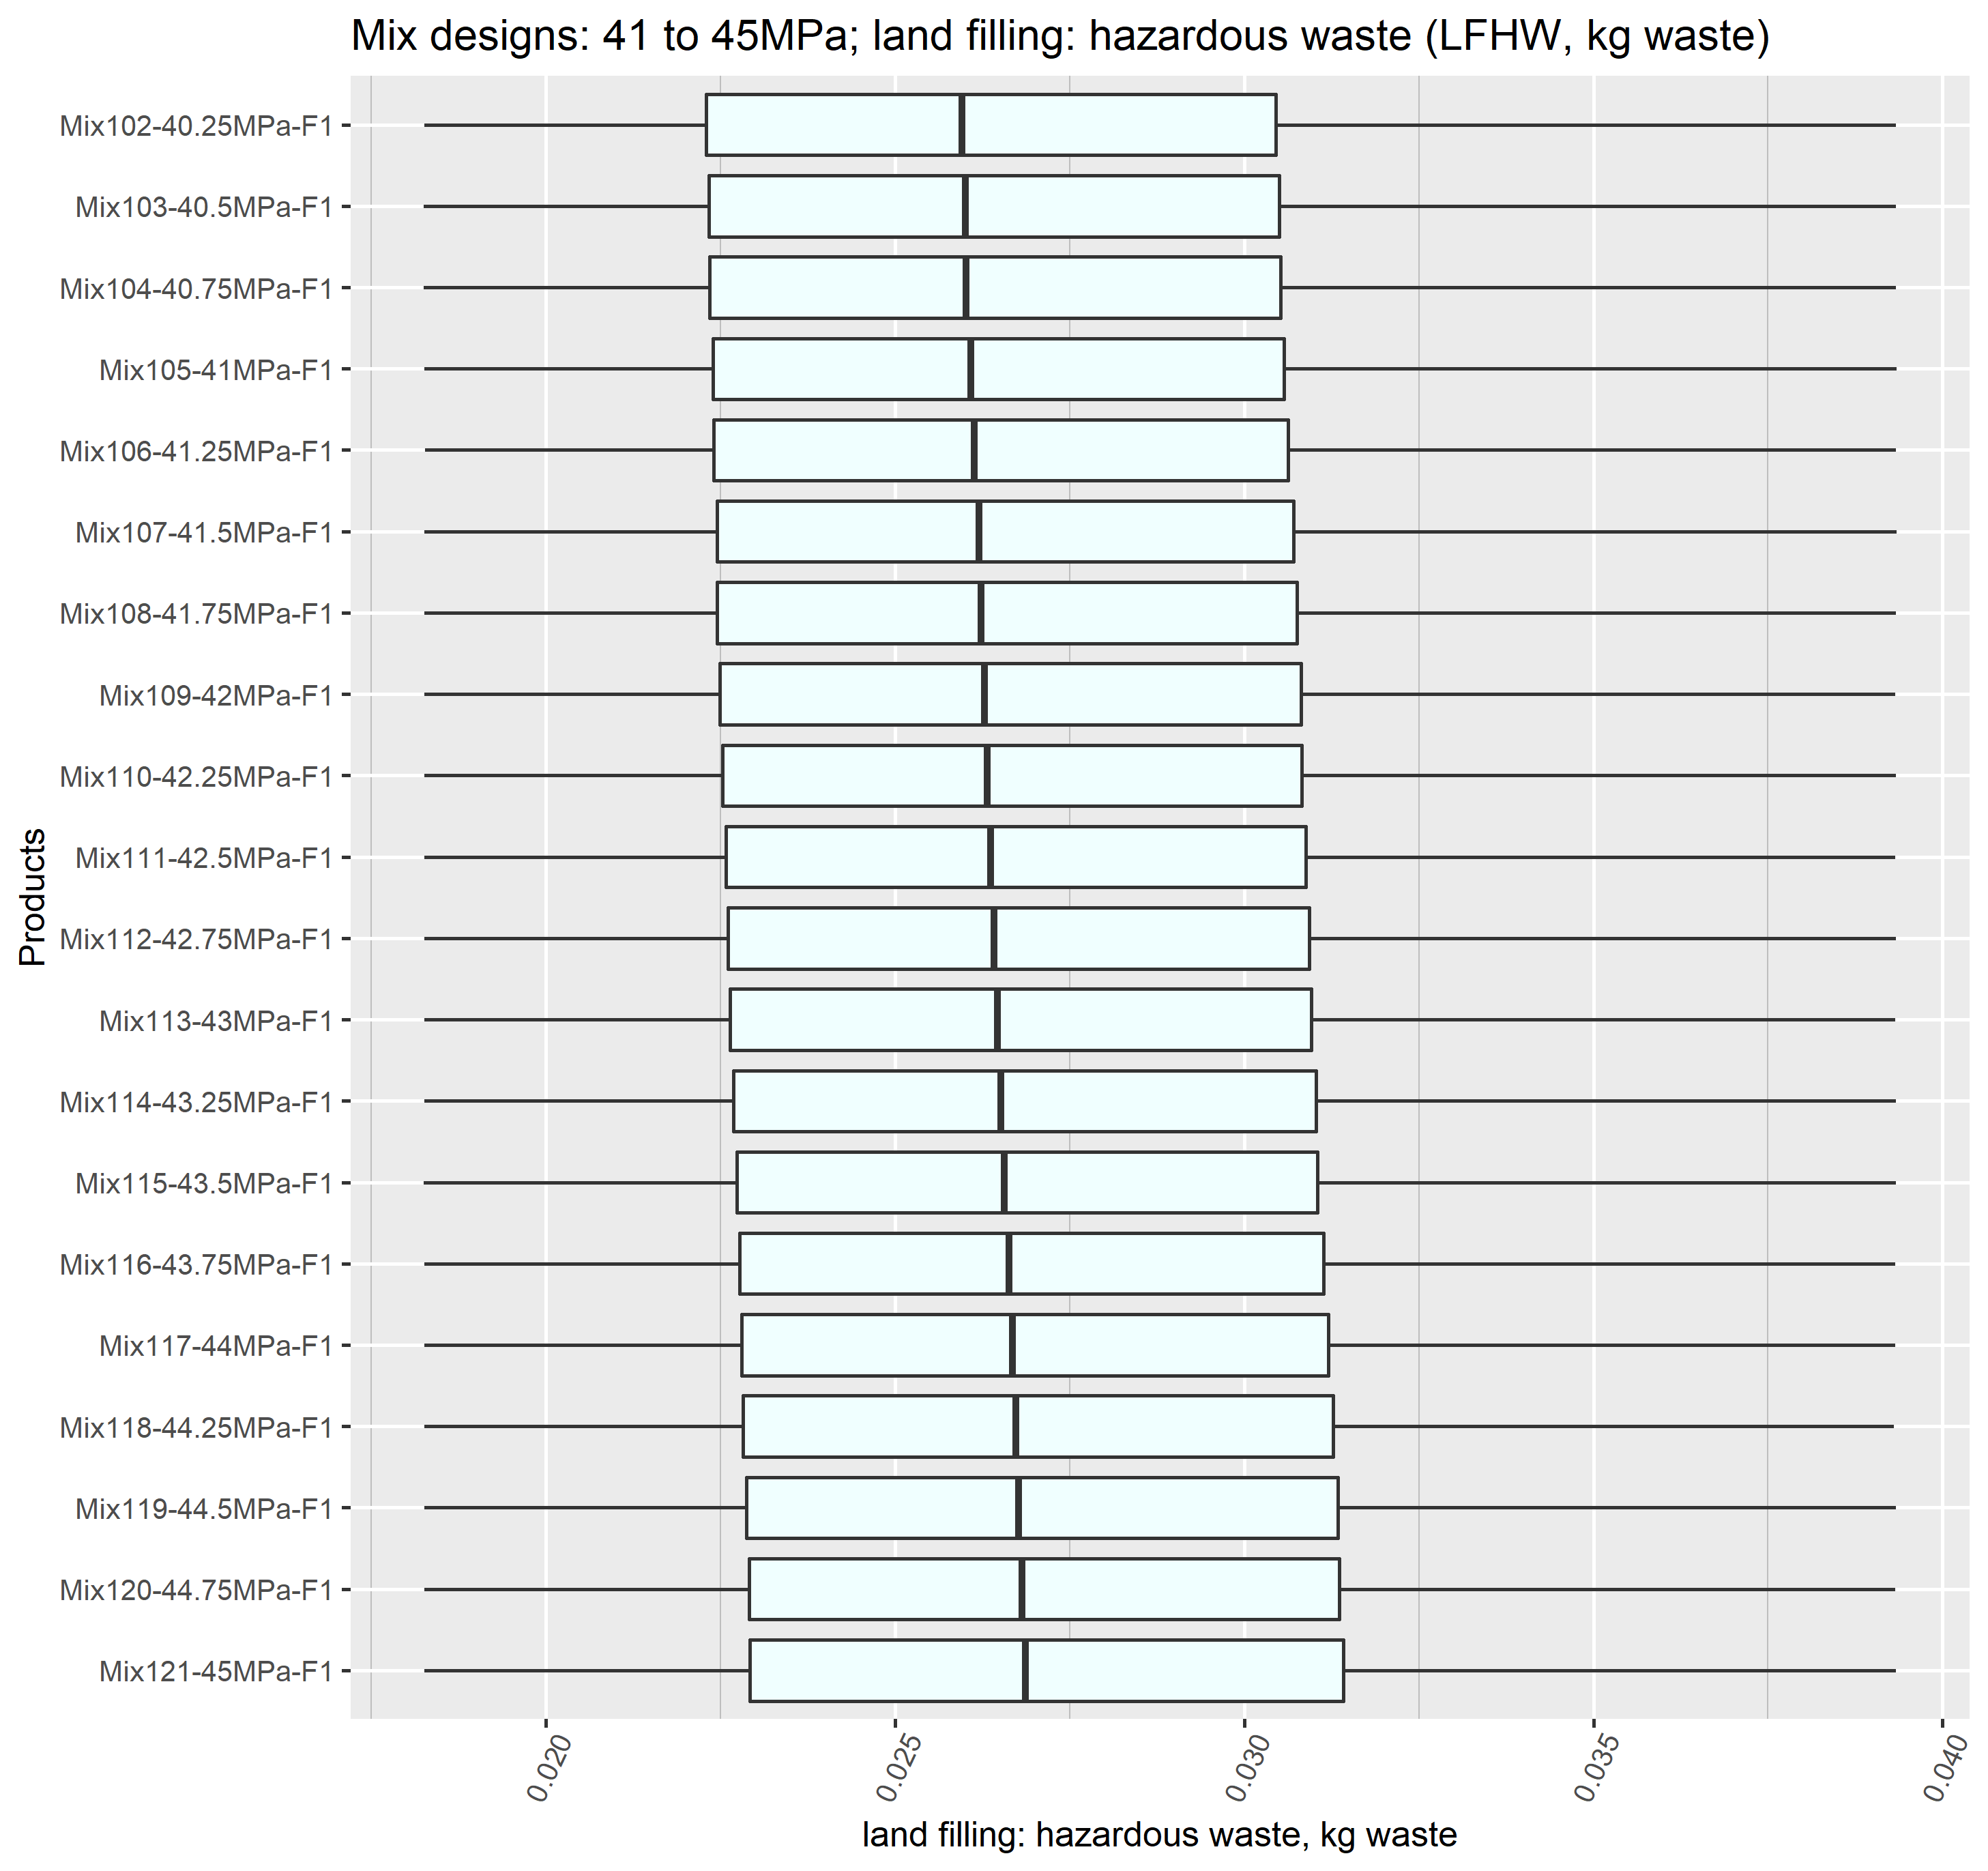 Mix designs: 41 to 45MPa; land filling: hazardous waste (LFHW, kg waste)
Products
Mix102-40.25MPa-F1
Mix103-40.5MPa-F1
Mix104-40.75MPa-F1
Mix105-41MPa-F1
Mix106-41.25MPa-F1
Mix107-41.5MPa-F1
Mix108-41.75MPa-F1
Mix109-42MPa-F1
Mix110-42.25MPa-F1
Mix111-42.5MPa-F1
Mix112-42.75MPa-F1
Mix113-43MPa-F1
Mix114-43.25MPa-F1
Mix115-43.5MPa-F1
Mix116-43.75MPa-F1
Mix117-44MPa-F1
Mix118-44.25MPa-F1
Mix119-44.5MPa-F1
Mix120-44.75MPa-F1
Mix121-45MPa-F1
0.020 0.025 0.030 0.035 0.040
land filling: hazardous waste, kg waste